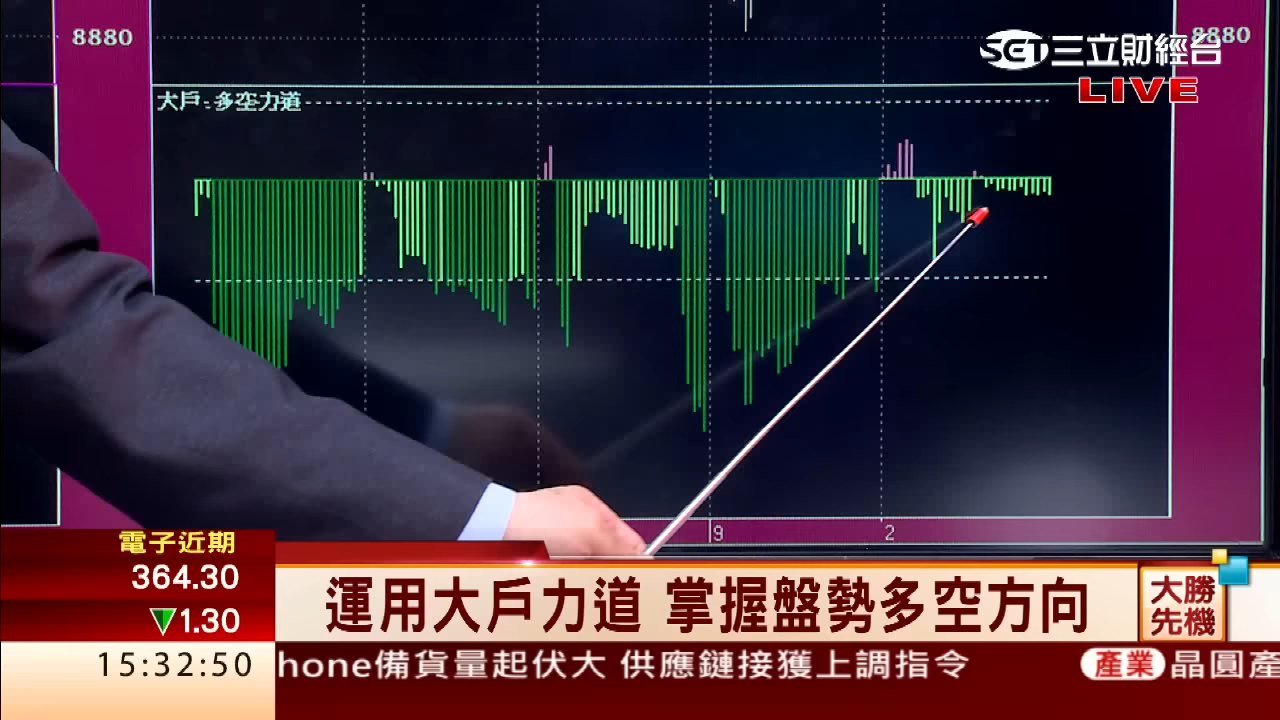 8880
8880
SET三立財經台
LIVE
大戶-多空力道
9
2
電子近期
364.30
▼1.30
15:32:50
運用大戶力道 掌握盤勢多空方向
大勝
先機
hone備貨量起伏大 供應鏈接獲上調指令
產業 晶圓產